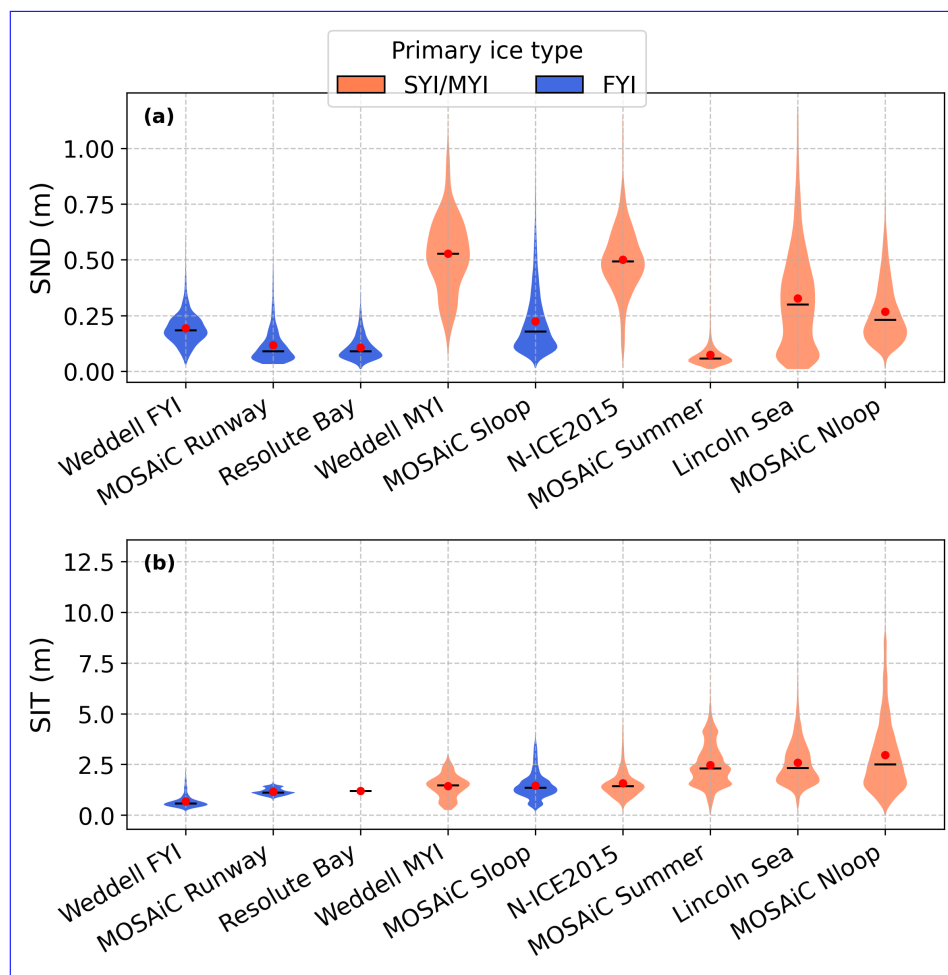 Primary ice type
SYI/MYI FYI
(a)
SND (m)
1.00
0.75
0.50
0.25
0.00
Weddell FYI
MOSAiC Runway
Resolute Bay
Weddell MYI
MOSAiC Sloop
N-ICE2015
MOSAiC Summer
Lincoln Sea
MOSAiC Nloop
(b)
SIT (m)
12.5
10.0
7.5
5.0
2.5
0.0
Weddell FYI
MOSAiC Runway
Resolute Bay
Weddell MYI
MOSAiC Sloop
N-ICE2015
MOSAiC Summer
Lincoln Sea
MOSAiC Nloop